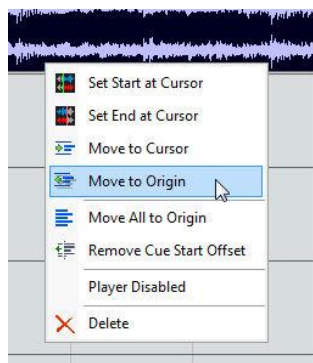 Set Start at Cursor
Set End at Cursor
Move to Cursor
Move to Origin
Move All to Origin
Remove Cue Start Offset
Player Disabled
Delete